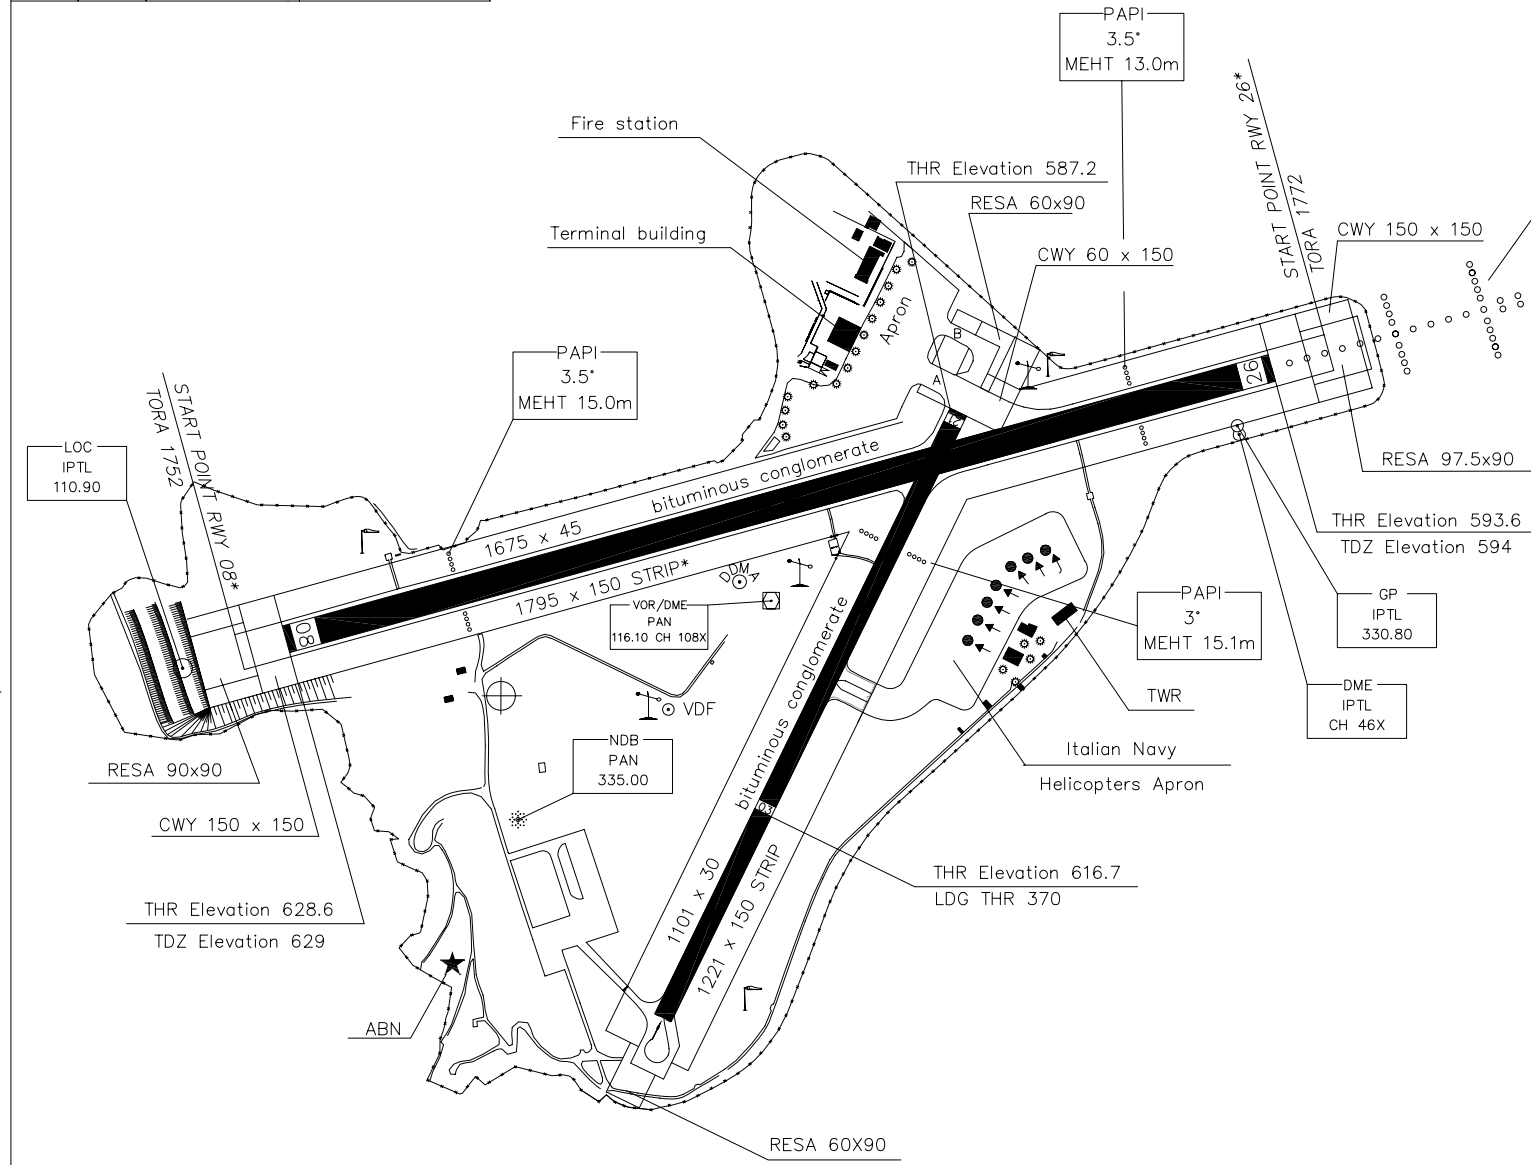 PAPI
3.5°
MEHT 13.0m
Fire station
THR Elevation 587.2
RESA 60x90
Terminal building
CWY 60 x 150
START POINT RWY 26*
TORA 1772
CWY 150 x 150
Apron
B
A
PAPI
3.5°
MEHT 15.0m
START POINT RWY 08*
TORA 1752
LOC
IPTL
110.90
26
21
bituminous conglomerate
1675 x 45
RESA 97.5x90
THR Elevation 593.6
TDZ Elevation 594
1795 x 150 STRIP*
DDMA
VOR/DME
PAN
116.10 CH 108X
08
PAPI
3°
MEHT 15.1m
GP
IPTL
330.80
TWR
DME
IPTL
CH 46X
VDF
bituminous conglomerate
Italian Navy
Helicopters Apron
NDB
PAN
335.00
RESA 90x90
CWY 150 x 150
03
THR Elevation 616.7
LDG THR 370
THR Elevation 628.6
TDZ Elevation 629
1101 x 30
1221 x 150 STRIP
ABN
RESA 60X90